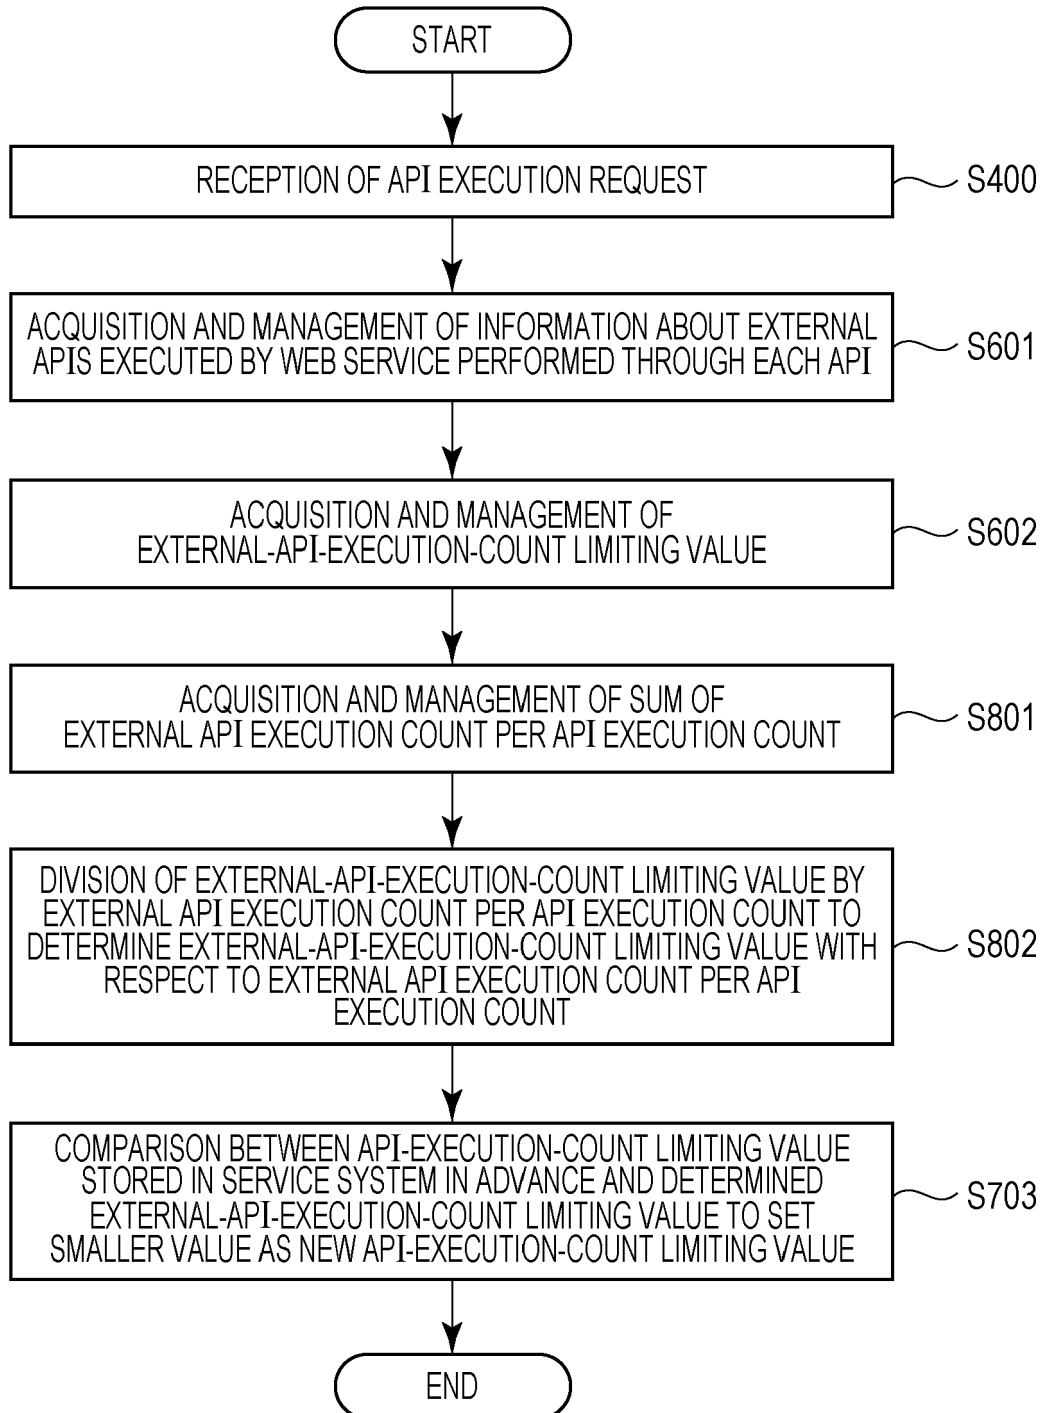 START
RECEPTION OF API EXECUTION REQUEST
S400
ACQUISITION AND MANAGEMENT OF INFORMATION ABOUT EXTERNAL
APIS EXECUTED BY WEB SERVICE PERFORMED THROUGH EACH API
S601
ACQUISITION AND MANAGEMENT OF
EXTERNAL-API-EXECUTION-COUNT LIMITING VALUE
S602
ACQUISITION AND MANAGEMENT OF SUM OF
EXTERNAL API EXECUTION COUNT PER API EXECUTION COUNT
S801
DIVISION OF EXTERNAL-API-EXECUTION-COUNT LIMITING VALUE BY
EXTERNAL API EXECUTION COUNT PER API EXECUTION COUNT TO
DETERMINE EXTERNAL-API-EXECUTION-COUNT LIMITING VALUE WITH
RESPECT TO EXTERNAL API EXECUTION COUNT PER API
EXECUTION COUNT
S802
COMPARISON BETWEEN API-EXECUTION-COUNT LIMITING VALUE
STORED IN SERVICE SYSTEM IN ADVANCE AND DETERMINED
EXTERNAL-API-EXECUTION-COUNT LIMITING VALUE TO SET
SMALLER VALUE AS NEW API-EXECUTION-COUNT LIMITING VALUE
S703
END